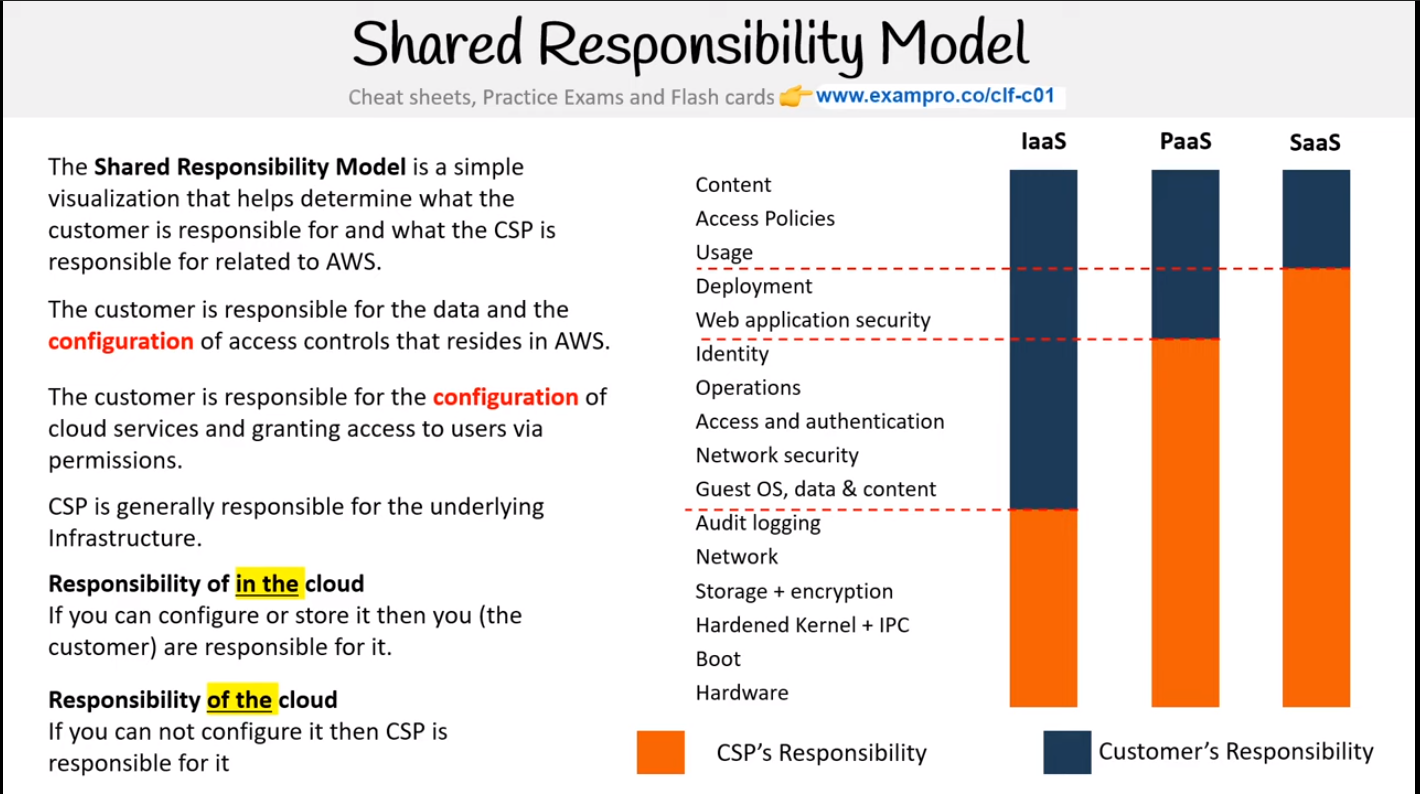 Shared Responsibility Model
Cheat sheets, Practice Exams and Flash cards 👉 www.exampro.co/clf-c01
The Shared Responsibility Model is a simple
visualization that helps determine what the
customer is responsible for and what the CSP is
responsible for related to AWS.
The customer is responsible for the data and the
configuration of access controls that resides in AWS.
The customer is responsible for the configuration of
cloud services and granting access to users via
permissions.
CSP is generally responsible for the underlying
Infrastructure.
Responsibility of in the cloud
If you can configure or store it then you (the
customer) are responsible for it.
Responsibility of the cloud
If you can not configure it then CSP is
responsible for it
IaaS PaaS SaaS
Content
Access Policies
Usage
Deployment
Web application security
Identity
Operations
Access and authentication
Network security
Guest OS, data & content
Audit logging
Network
Storage + encryption
Hardened Kernel + IPC
Boot
Hardware
CSP's Responsibility
Customer's Responsibility